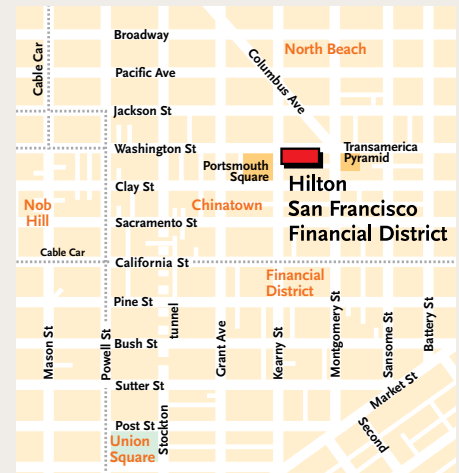 Broadway
North Beach
Cable Car
Columbus Ave
Pacific Ave
Jackson St
Washington St
Transamerica
Pyramid
Portsmouth
Square
Clay St
Hilton
San Francisco
Financial District
Nob
Hill
Chinatown
Sacramento St
Cable Car
California St
Financial
District
Pine St
tunnel
Mason St
Powell St
Grant Ave
Kearny St
Montgomery St
Sansome St
Battery St
Bush St
Sutter St
Market St
Post St
Stockton
Second
Union
Square